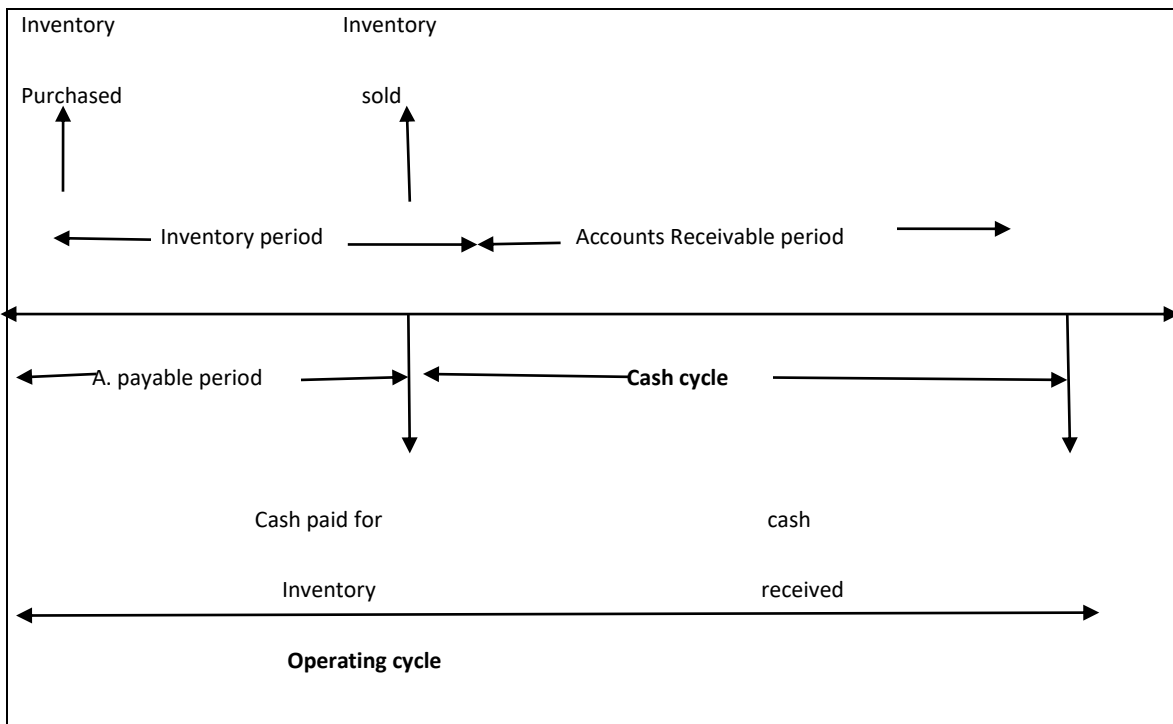 Inventory Inventory
Purchased sold
Inventory period Accounts Receivable period
A. payable period Cash cycle
Cash paid for cash
Inventory received
Operating cycle